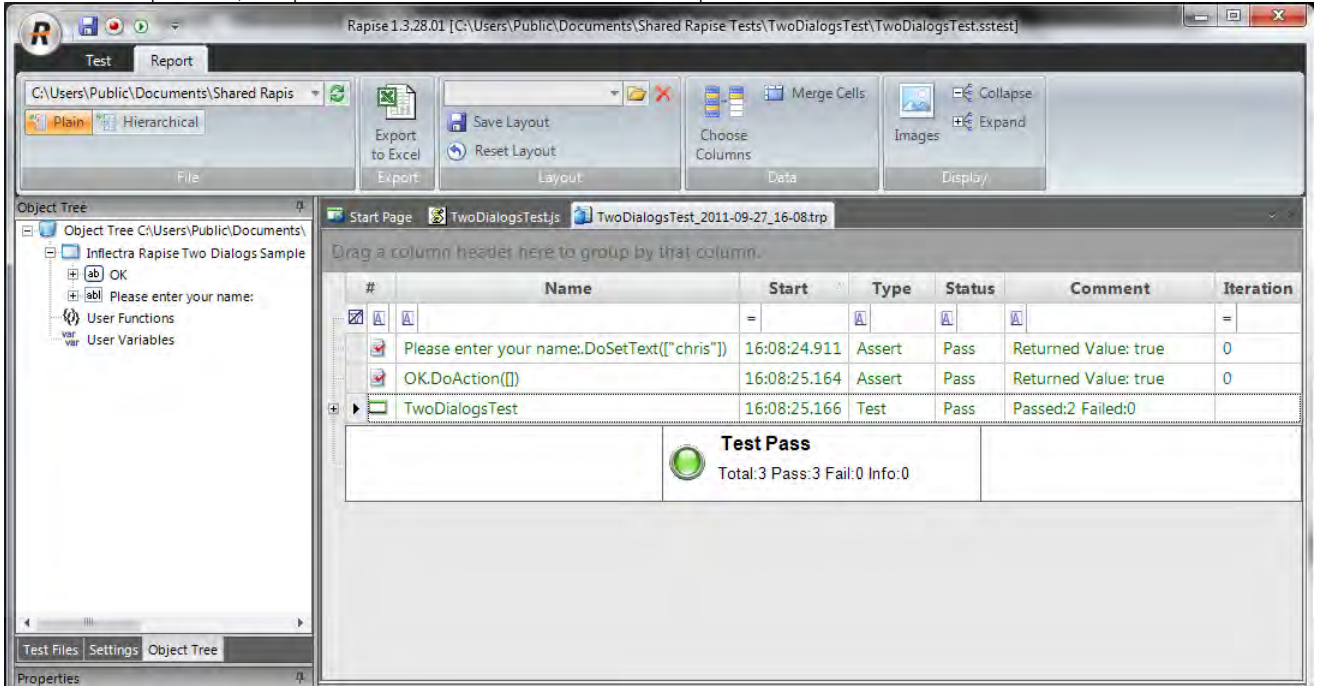 Rapise 1.3.28.01 [C:\Users\Public\Documents\Shared Rapise Tests\TwoDialogsTest\TwoDialogsTest.sstest]
Test Report
C:\Users\Public\Documents\Shared Rapis
Plain Hierarchical
File
Export to Excel
Export
Save Layout
Reset Layout
Layout
Choose Columns
Merge Cells
Data
Images
Collapse
Expand
Display
Object Tree
Object Tree C:\Users\Public\Documents\
Inflectra Rapise Two Dialogs Sample
ab OK
abl Please enter your name:
User Functions
var User Variables
Test Files Settings Object Tree
Properties
Start Page TwoDialogsTest.js TwoDialogsTest_2011-09-27_16-08.trp
Drag a column header here to group by that column.
# Name Start Type Status Comment Iteration
A A = A A A =
Please enter your name:.DoSetText(["chris"]) 16:08:24.911 Assert Pass Returned Value: true 0
OK.DoAction([]) 16:08:25.164 Assert Pass Returned Value: true 0
TwoDialogsTest 16:08:25.166 Test Pass Passed:2 Failed:0
Test Pass
Total:3 Pass:3 Fail:0 Info:0